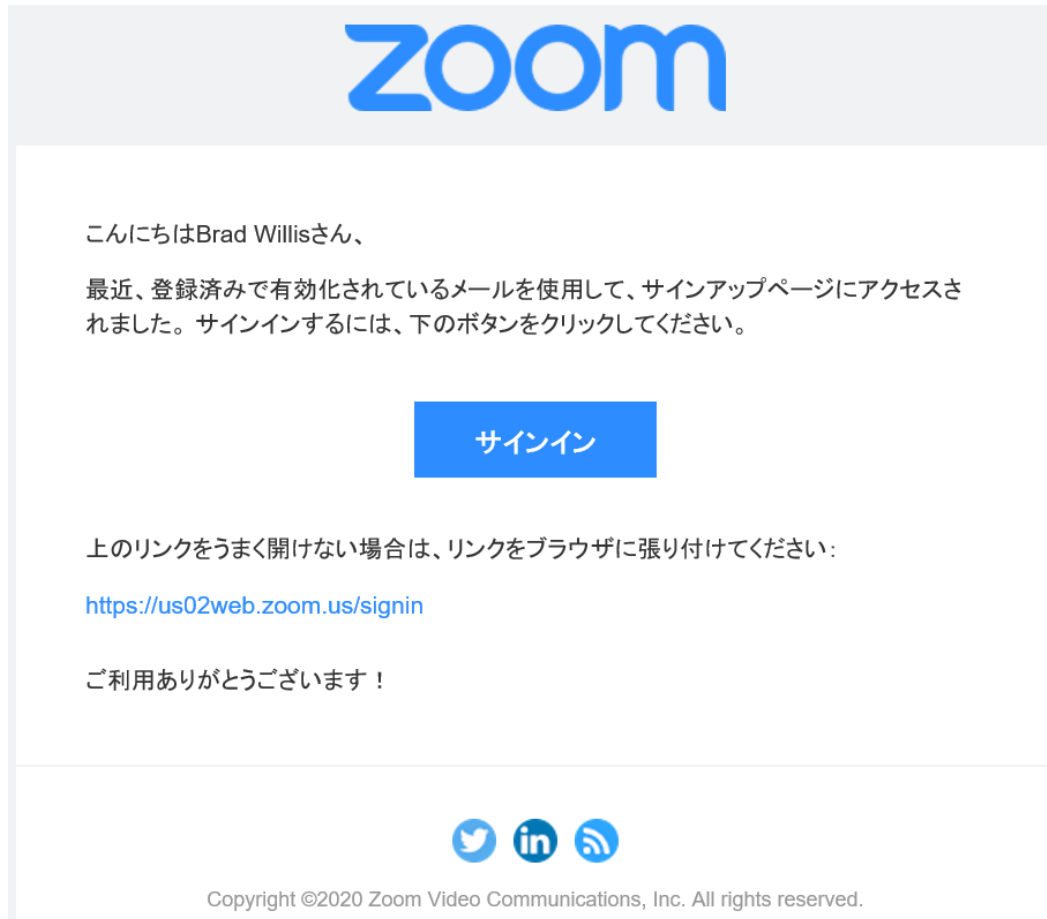 zoom
こんにちはBrad Willisさん、
最近、登録済みで有効化されているメールを使用して、サインアップページにアクセスさ
れました。サインインするには、下のボタンをクリックしてください。
サインイン
上のリンクをうまく開けない場合は、リンクをブラウザに張り付けてください:
https://us02web.zoom.us/signin
ご利用ありがとうございます！
in
Copyright ©2020 Zoom Video Communications, Inc. All rights reserved.